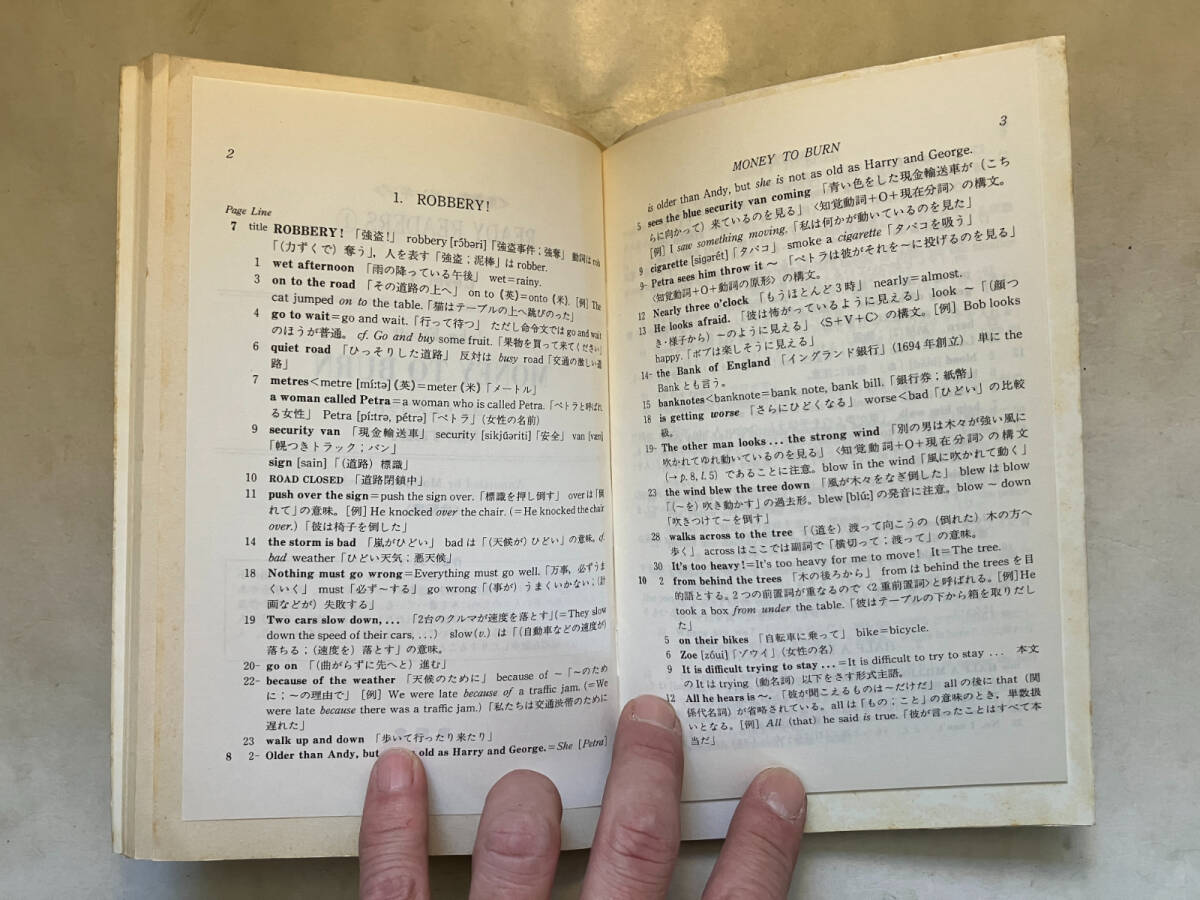 2
1. ROBBERY!
Page Line
7 title ROBBERY! 「強盗!」 robbery [rɔ́bəri]「強盗事件;強奪」 動詞は rob
「(力ずくで) 奪う」, 人を表す「強盗;泥棒」は robber.
1 wet afternoon 「雨の降っている午後」 wet=rainy.
3 on to the road 「その道路の上へ」 on to (英)=onto (米). [例] The
cat jumped on to the table.「猫はテーブルの上へ跳びのった」
4 go to wait=go and wait.「行って待つ」 ただし命令文では go and wait
のほうが普通。 cf. Go and buy some fruit.「果物を買って来てください」
6 quiet road 「ひっそりした道路」 反対は busy road「交通の激しい道
路」
7 metres<metre [míːtə] (英)=meter (米)「メートル」
a woman called Petra=a woman who is called Petra.「ペトラと呼ばれ
る女性」 Petra [píːtrə, pétrə]「ペトラ」(女性の名前)
9 security van 「現金輸送車」 security [sikjúəriti]「安全」 van [væn]
「幌つきトラック;バン」
sign [sain] 「(道路) 標識」
10 ROAD CLOSED 「道路閉鎖中」
11 push over the sign=push the sign over.「標識を押し倒す」 overは「倒
れて」の意味。[例] He knocked over the chair. (=He knocked the chair
over.)「彼は椅子を倒した」
14 the storm is bad 「嵐がひどい」 bad は「(天候が) ひどい」の意味。cf.
bad weather「ひどい天気;悪天候」
18 Nothing must go wrong=Everything must go well.「万事, 必ずうま
くいく」 must「必ず~する」 go wrong「(事が) うまくいかない;(計
画などが) 失敗する」
19 Two cars slow down,... 「2台のクルマが速度を落とす」(=They slow
down the speed of their cars, ...) slow(v.) は「(自動車などの速度が)
落ちる;(速度を) 落とす」の意味。
20- go on 「(曲がらずに先へと) 進む」
22- because of the weather 「天候のために」 because of ~「~のため
に;~の理由で」 [例] We were late because of a traffic jam. (=We
were late because there was a traffic jam.)「私たちは交通渋滞のために
遅れた」
23 walk up and down 「歩いて行ったり来たり」
8 2- Older than Andy, but old as Harry and George.=She [Petra]
3
MONEY TO BURN
is older than Andy, but she is not as old as Harry and George.
5 sees the blue security van coming 「青い色をした現金輸送車が (こち
らに向かって) 来ているのを見る」〈知覚動詞+O+現在分詞〉の構文。
[例] I saw something moving.「私は何かが動いているのを見た」
9 cigarette [sigərét]「タバコ」 smoke a cigarette「タバコを吸う」
9- Petra sees him throw it ~ 「ペトラは彼がそれを~に投げるのを見る」
〈知覚動詞+O+動詞の原形〉の構文。
12 Nearly three o'clock 「もうほとんど3時」 nearly=almost.
13 He looks afraid. 「彼は怖がっているように見える」 look ~「(顔つ
き・様子から) ~のように見える」〈S+V+C〉の構文。[例] Bob looks
happy.「ボブは楽しそうに見える」
14- the Bank of England 「イングランド銀行」(1694年創立) 単に the
Bank とも言う。
15 banknotes<banknote=bank note, bank bill.「銀行券;紙幣」
18 is getting worse 「さらにひどくなる」 worse<bad「ひどい」の比較
級。
19- The other man looks...the strong wind 「別の男は木々が強い風に
吹かれてゆれ動いているのを見る」〈知覚動詞+O+現在分詞〉の構文
(→p.8, l.5) であることに注意。blow in the wind「風に吹かれて動く」
23 the wind blew the tree down 「風が木々をなぎ倒した」 blew は blow
「(~を) 吹き動かす」の過去形。blew [blúː] の発音に注意。blow ~ down
「吹きつけて~を倒す」
28 walks across to the tree 「(道を) 渡って向こうの (倒れた) 木の方へ
歩く」 across はここでは副詞で「横切って;渡って」の意味。
30 It's too heavy!=It's too heavy for me to move! It=The tree.
10 2 from behind the trees 「木の後ろから」 from は behind the trees を目
的語とする。2つの前置詞が重なるので〈2重前置詞〉と呼ばれる。[例] He
took a box from under the table.「彼はテーブルの下から箱を取りだし
た」
5 on their bikes 「自転車に乗って」 bike=bicycle.
6 Zoe [zóui]「ゾウイ」(女性の名)
9 It is difficult trying to stay...=It is difficult to try to stay ... 本文
の It は trying (動名詞) 以下をさす形式主語。
12 All he hears is ~. 「彼が聞こえるものは~だけだ」 all の後に that (関
係代名詞) が省略されている。all は「もの;こと」の意味のとき, 単数扱
いとなる。[例] All (that) he said is true.「彼が言ったことはすべて本
当だ」